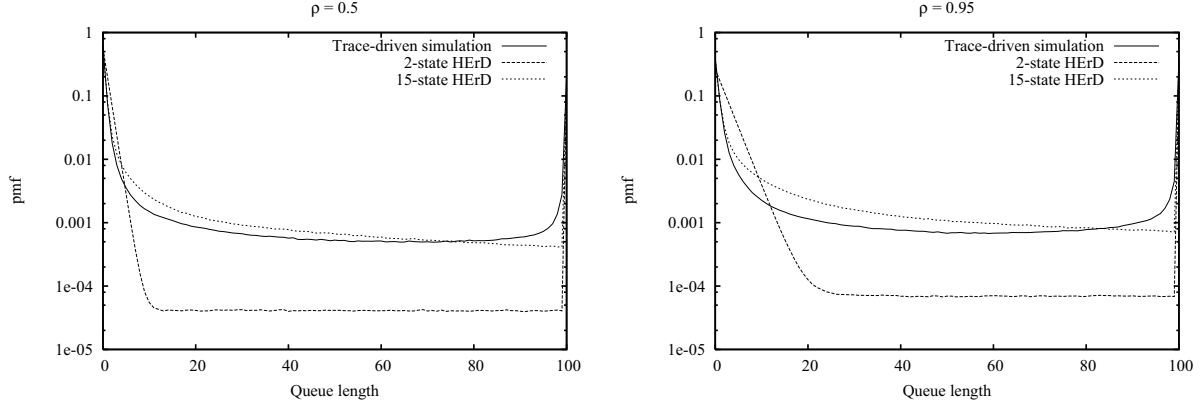 ρ = 0.5
Trace-driven simulation
2-state HErD
15-state HErD
1
0.1
0.01
0.001
1e-04
1e-05
pmf
0
20
40
60
80
100
Queue length
ρ = 0.95
Trace-driven simulation
2-state HErD
15-state HErD
1
0.1
0.01
0.001
1e-04
1e-05
pmf
0
20
40
60
80
100
Queue length